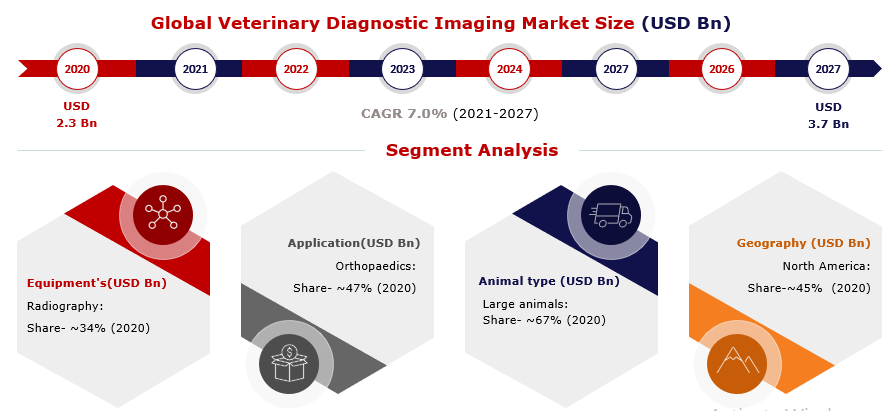 Global Veterinary Diagnostic Imaging Market Size (USD Bn)
2020 2021 2022 2023 2024 2027 2026 2027
USD
2.3 Bn
CAGR 7.0% (2021-2027)
USD
3.7 Bn
Segment Analysis
Equipment's(USD Bn)
Radiography:
Share- ~34% (2020)
Application(USD Bn)
Orthopaedics:
Share- ~47% (2020)
Animal type (USD Bn)
Large animals:
Share- ~67% (2020)
Geography (USD Bn)
North America:
Share-~45% (2020)